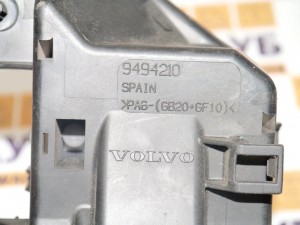 9494210
SPAIN
>PA6-(GB20+GF10)<
VOLVO